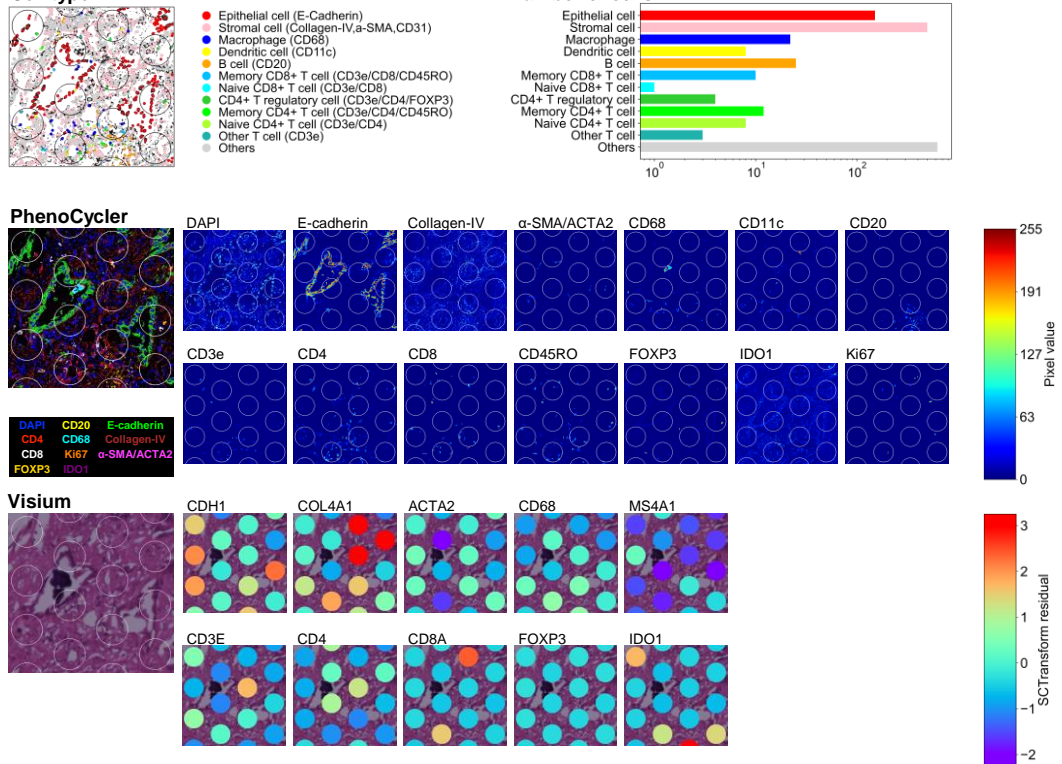 Epithelial cell (E-Cadherin)
Stromal cell (Collagen-IV,a-SMA,CD31)
Macrophage (CD68)
Dendritic cell (CD11c)
B cell (CD20)
Memory CD8+ T cell (CD3e/CD8/CD45RO)
Naive CD8+ T cell (CD3e/CD8)
CD4+ T regulatory cell (CD3e/CD4/FOXP3)
Memory CD4+ T cell (CD3e/CD4/CD45RO)
Naive CD4+ T cell (CD3e/CD4)
Other T cell (CD3e)
Others
Epithelial cell
Stromal cell
Macrophage
Dendritic cell
B cell
Memory CD8+ T cell
Naive CD8+ T cell
CD4+ T regulatory cell
Memory CD4+ T cell
Naive CD4+ T cell
Other T cell
Others
10^0 10^1 10^2
PhenoCycler
DAPI E-cadherin Collagen-IV α-SMA/ACTA2 CD68 CD11c CD20
CD3e CD4 CD8 CD45RO FOXP3 IDO1 Ki67
255
191
127
63
0
Pixel value
DAPI CD20 E-cadherin
CD4 CD68 Collagen-IV
CD8 Ki67 α-SMA/ACTA2
FOXP3 IDO1
Visium
CDH1 COL4A1 ACTA2 CD68 MS4A1
CD3E CD4 CD8A FOXP3 IDO1
3
2
1
0
−1
−2
SCTransform residual